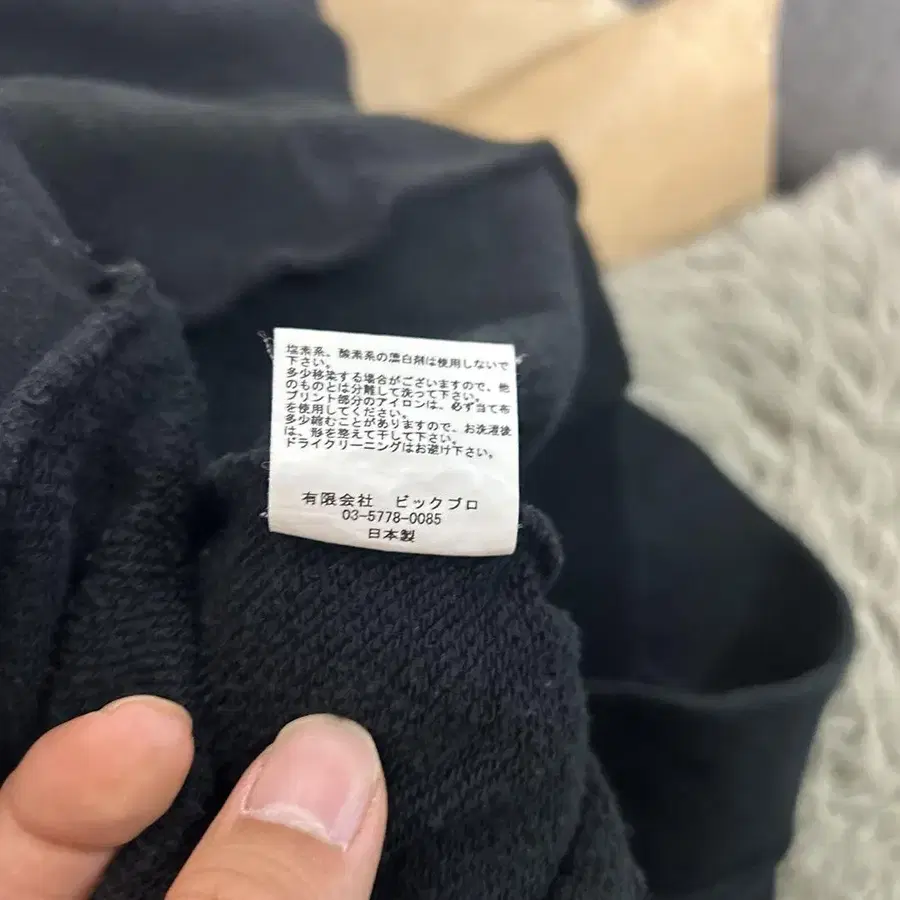 塩素系、酸素系の漂白剤は使用しないで
下さい。
多少移染する場合がございますので、他
のものとは分離して洗って下さい。
プリント部分のアイロンは、必ず当て布
を使用してください。
多少縮むことがありますので、お洗濯後
は、形を整えて干して下さい。
ドライクリーニングはお避け下さい。
有限会社 ビックブロ
03-5778-0085
日本製